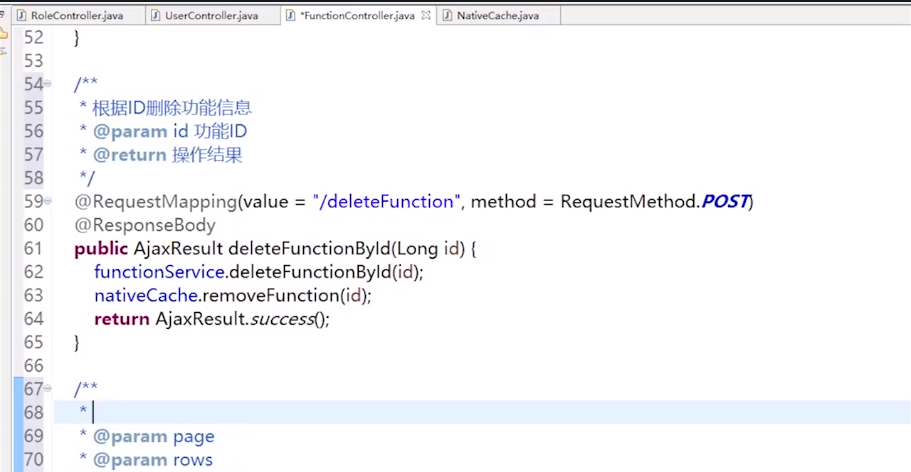 RoleController.java UserController.java *FunctionController.java NativeCache.java
52 }
53
54 /**
55 * 根据ID删除功能信息
56 * @param id 功能ID
57 * @return 操作结果
58 */
59 @RequestMapping(value = "/deleteFunction", method = RequestMethod.POST)
60 @ResponseBody
61 public AjaxResult deleteFunctionById(Long id) {
62 functionService.deleteFunctionById(id);
63 nativeCache.removeFunction(id);
64 return AjaxResult.success();
65 }
66
67 /**
68 *
69 * @param page
70 * @param rows